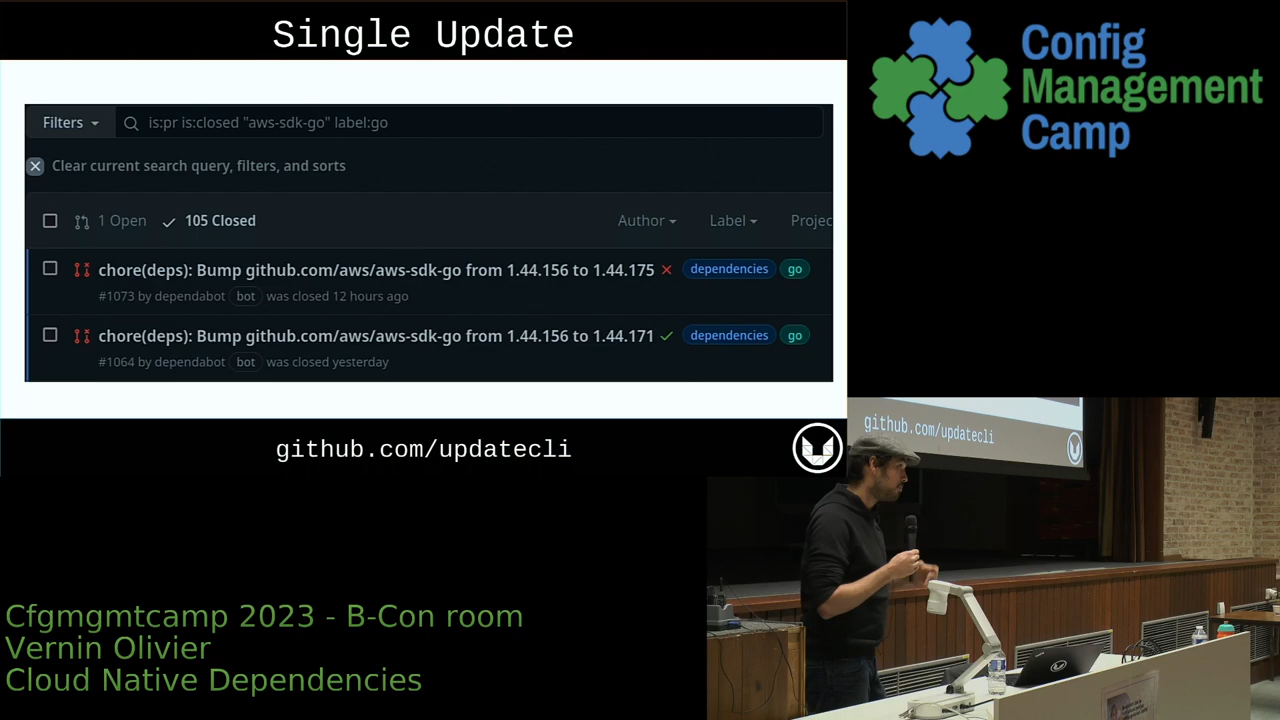 Single Update
Filters
is:pr is:closed "aws-sdk-go" label:go
Clear current search query, filters, and sorts
1 Open
105 Closed
Author
Label
Projec
chore(deps): Bump github.com/aws/aws-sdk-go from 1.44.156 to 1.44.175
dependencies
go
#1073 by dependabot bot was closed 12 hours ago
chore(deps): Bump github.com/aws/aws-sdk-go from 1.44.156 to 1.44.171
dependencies
go
#1064 by dependabot bot was closed yesterday
github.com/updatecli
Config
Management
Camp
github.com/updatecli
Cfgmgmtcamp 2023 - B-Con room
Vernin Olivier
Cloud Native Dependencies